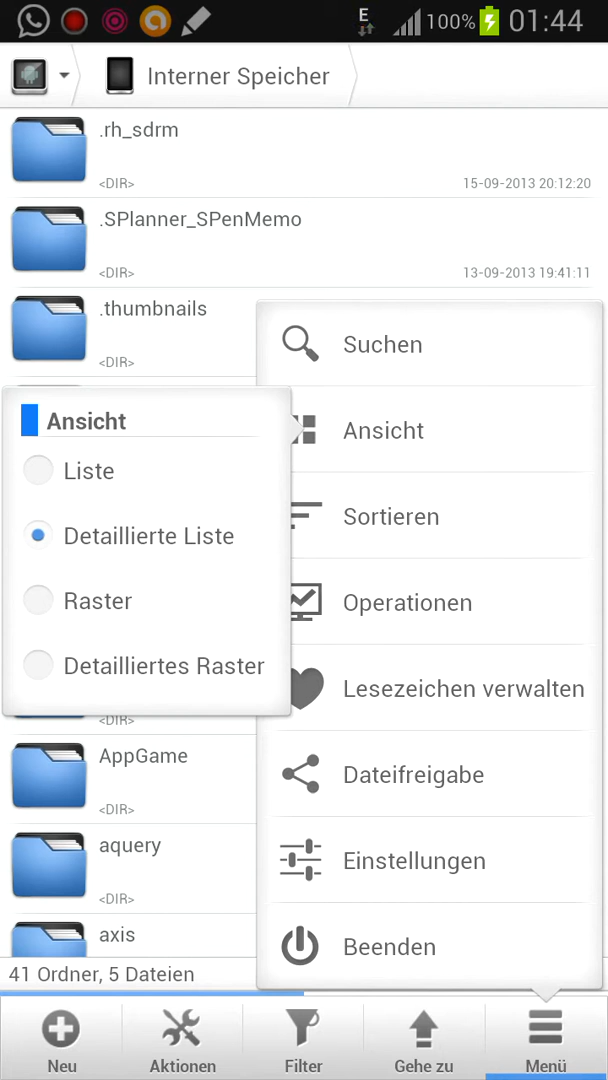 E 100% 01:44
Interner Speicher
.rh_sdrm
<DIR> 15-09-2013 20:12:20
.SPlanner_SPenMemo
<DIR> 13-09-2013 19:41:11
.thumbnails
<DIR>
Suchen
Ansicht
Sortieren
Operationen
Lesezeichen verwalten
Dateifreigabe
Einstellungen
Beenden
Ansicht
Liste
Detaillierte Liste
Raster
Detailliertes Raster
<DIR>
AppGame
<DIR>
aquery
<DIR>
axis
41 Ordner, 5 Dateien
Neu Aktionen Filter Gehe zu Menü